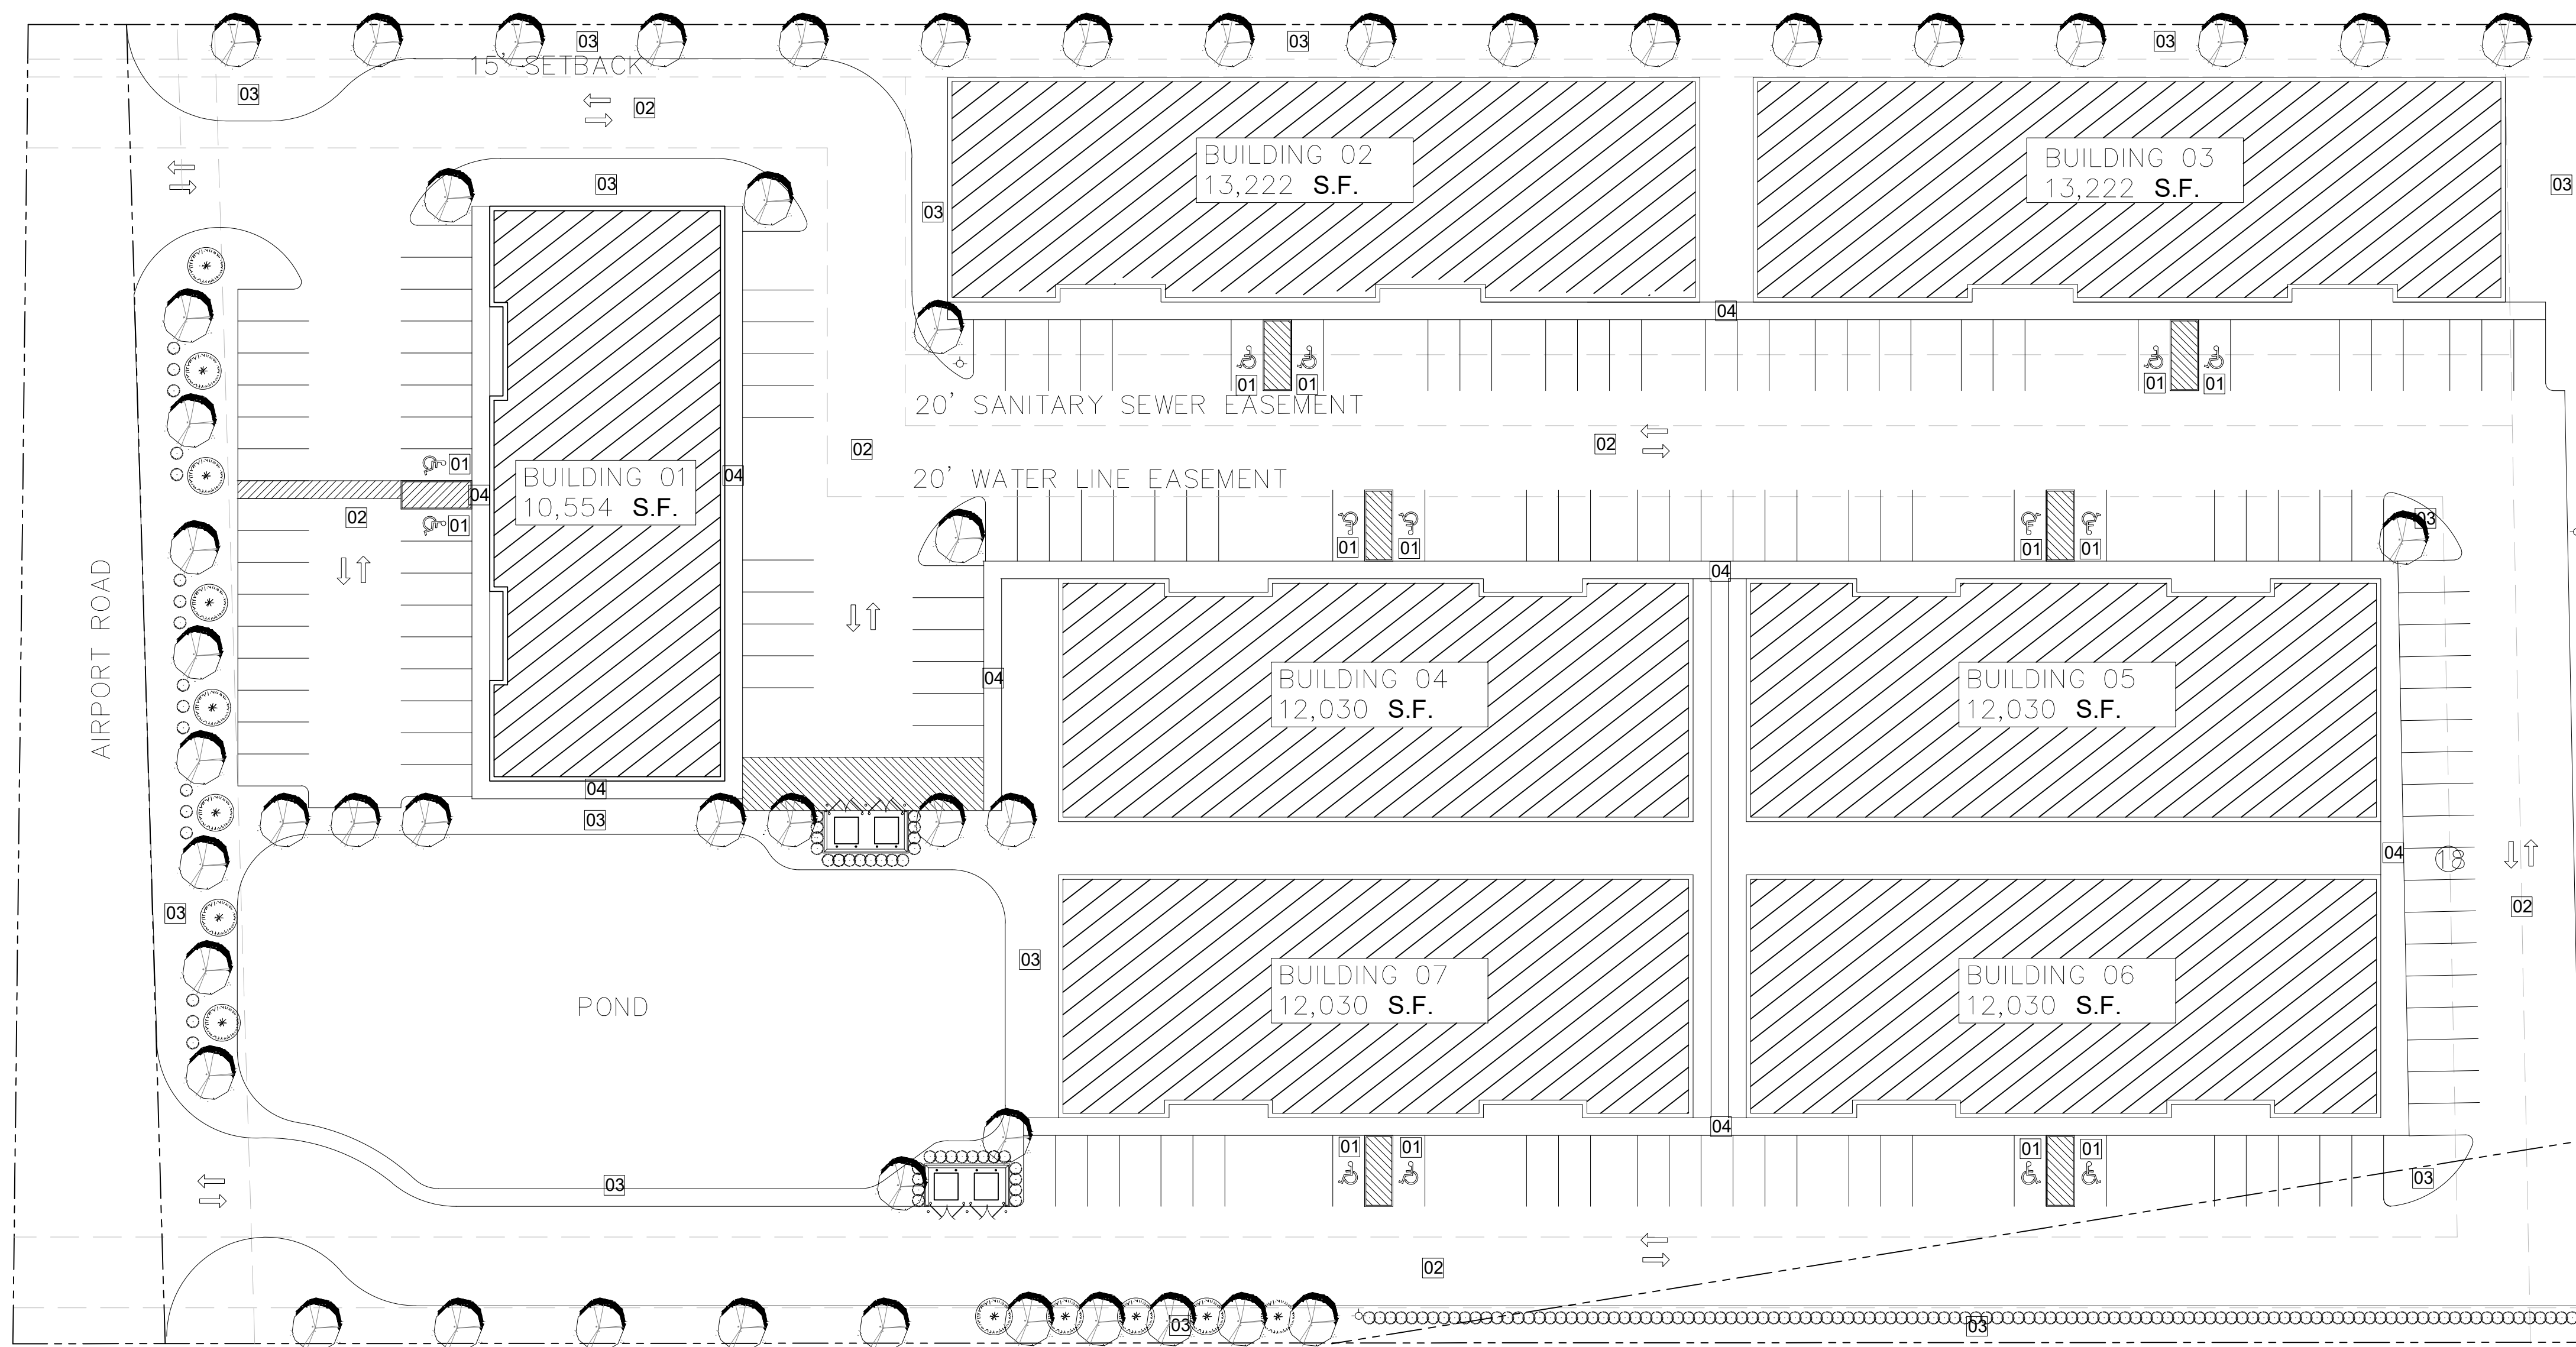 03
03
03
15' SETBACK
03
02
BUILDING 02
13,222 S.F.
BUILDING 03
13,222 S.F.
03
03
03
04
01
01
01
01
20' SANITARY SEWER EASEMENT
02
02
20' WATER LINE EASEMENT
01
BUILDING 01
10,554 S.F.
04
04
02
01
01
01
01
01
03
AIRPORT ROAD
04
04
BUILDING 04
12,030 S.F.
BUILDING 05
12,030 S.F.
04
03
04
18
02
03
03
POND
BUILDING 07
12,030 S.F.
BUILDING 06
12,030 S.F.
04
01
01
01
01
03
03
02
03
03